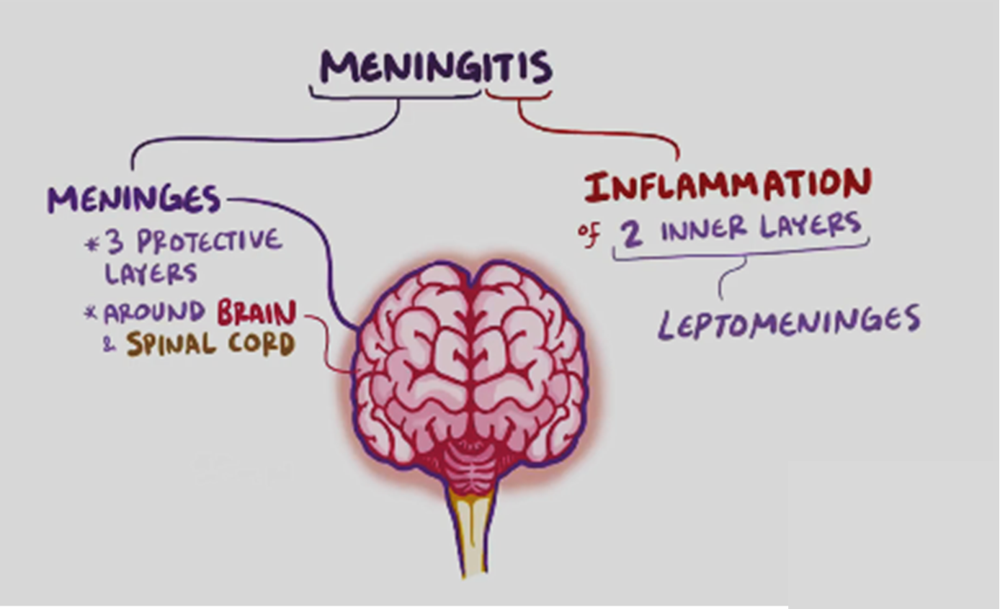 MENINGITIS
MENINGES
* 3 PROTECTIVE
LAYERS
* AROUND BRAIN
& SPINAL CORD
INFLAMMATION
of 2 INNER LAYERS
LEPTOMENINGES